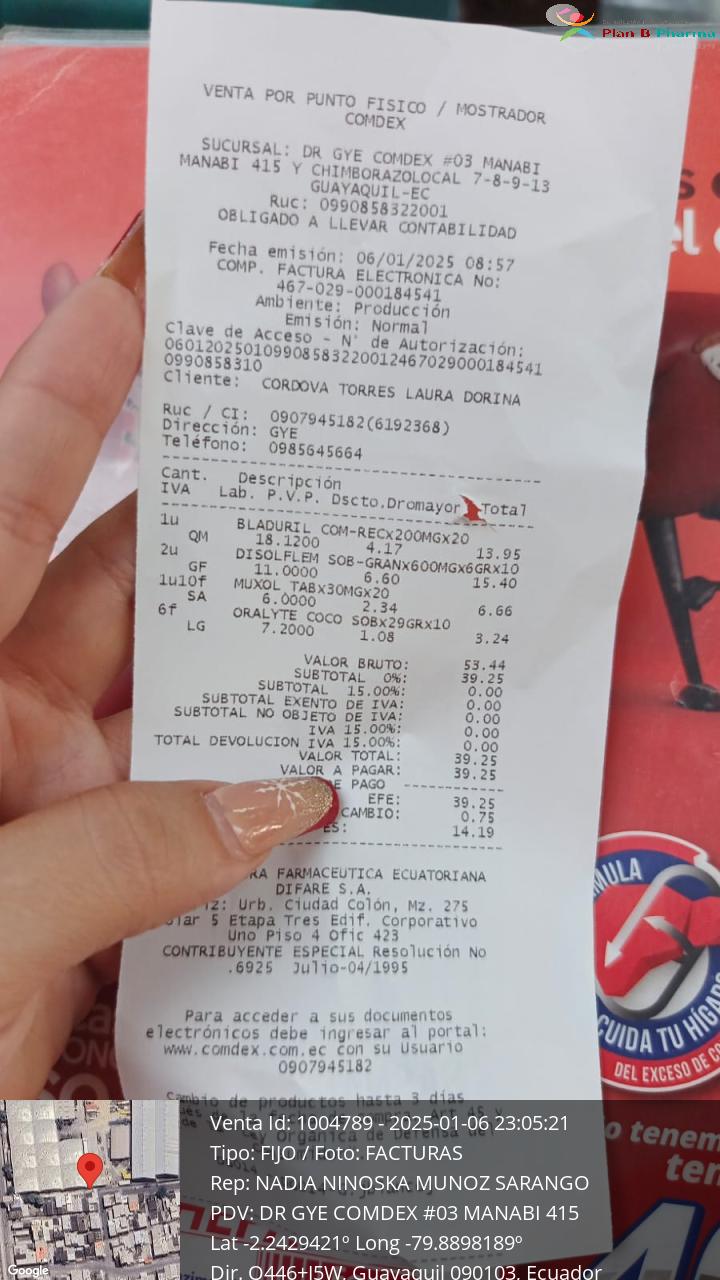 Plan B Pharma
VENTA POR PUNTO FISICO / MOSTRADOR
COMDEX
SUCURSAL: DR GYE COMDEX #03 MANABI
MANABI 415 Y CHIMBORAZOLOCAL 7-8-9-13
GUAYAQUIL-EC
Ruc: 0990858322001
OBLIGADO A LLEVAR CONTABILIDAD
Fecha emisión: 06/01/2025 08:57
COMP. FACTURA ELECTRONICA No:
467-029-000184541
Ambiente: Producción
Emisión: Normal
Clave de Acceso - N° de Autorización:
060120250109908583220012467029000184541
0990858310
Cliente: CORDOVA TORRES LAURA DORINA
Ruc / CI: 0907945182(6192368)
Dirección: GYE
Teléfono: 0985645664
Cant. Descripción
IVA Lab. P.V.P. Dscto.Dromayor Total
1u BLADURIL COM-RECx200MGx20
QM 18.1200 4.17 13.95
2u DISOLFLEM SOB-GRANx600MGx6GRx10
GF 11.0000 6.60 15.40
1u10f MUXOL TABx30MGx20
SA 6.0000 2.34 6.66
6f ORALYTE COCO SOBx29GRx10
LG 7.2000 1.08 3.24
VALOR BRUTO: 53.44
SUBTOTAL 0%: 39.25
SUBTOTAL 15.00%: 0.00
SUBTOTAL EXENTO DE IVA: 0.00
SUBTOTAL NO OBJETO DE IVA: 0.00
IVA 15.00%: 0.00
TOTAL DEVOLUCION IVA 15.00%: 0.00
VALOR TOTAL: 39.25
VALOR A PAGAR: 39.25
PAGO
EFE: 39.25
CAMBIO: 0.75
ES: 14.19
RA FARMACEUTICA ECUATORIANA
DIFARE S.A.
iz: Urb. Ciudad Colón, Mz. 275
lar 5 Etapa Tres Edif. Corporativo
Uno Piso 4 Ofic 423
CONTRIBUYENTE ESPECIAL Resolución No
.6925 Julio-04/1995
Para acceder a sus documentos
electrónicos debe ingresar al portal:
www.comdex.com.ec con su Usuario
0907945182
Cambio de productos hasta 3 días
MULA
CUIDA TU HÍGADO
DEL EXCESO DE
o tenem
ten
Venta Id: 1004789 - 2025-01-06 23:05:21
Tipo: FIJO / Foto: FACTURAS
Rep: NADIA NINOSKA MUNOZ SARANGO
PDV: DR GYE COMDEX #03 MANABI 415
Lat -2.2429421º Long -79.8898189º
Dir. Q446+J5W, Guayaquil 090103, Ecuador
Google